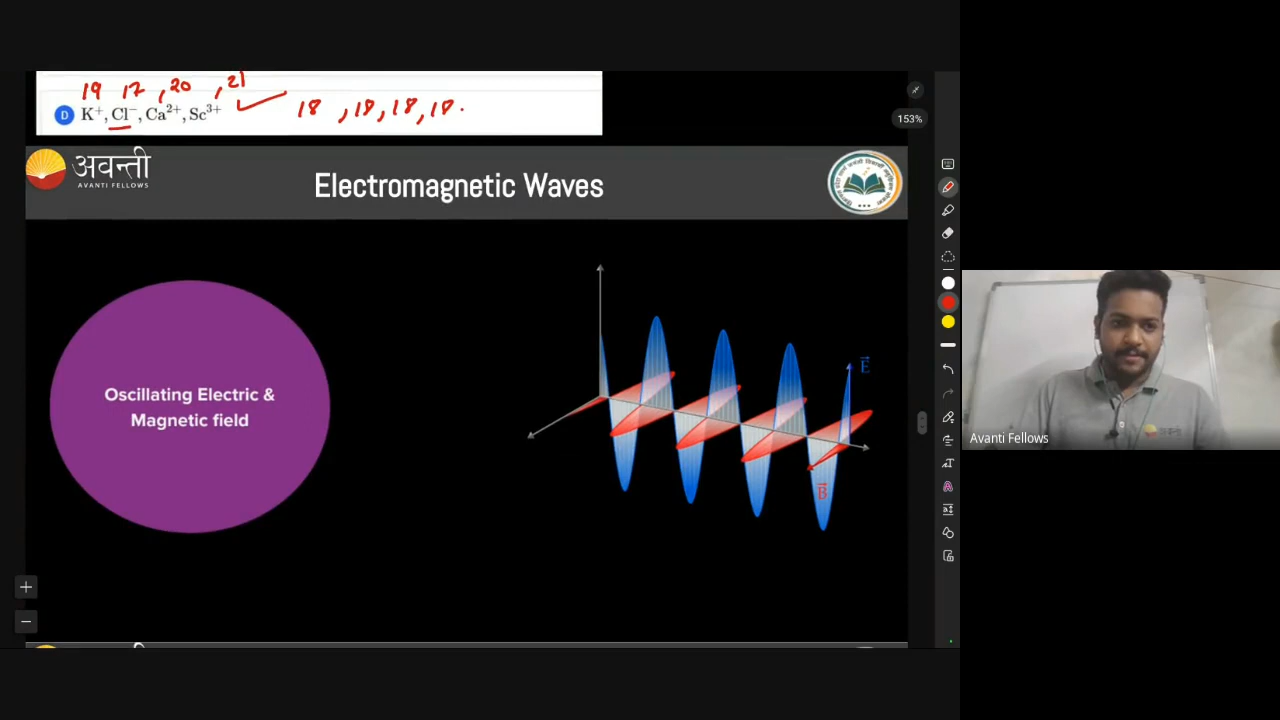 19 17 , 20 , 21
D K⁺, Cl⁻, Ca²⁺, Sc³⁺ 18 , 18 , 18 , 18 .
153%
अवन्ती
AVANTI FELLOWS
Electromagnetic Waves
Oscillating Electric &
Magnetic field
E
B
अवन्ती
Avanti Fellows